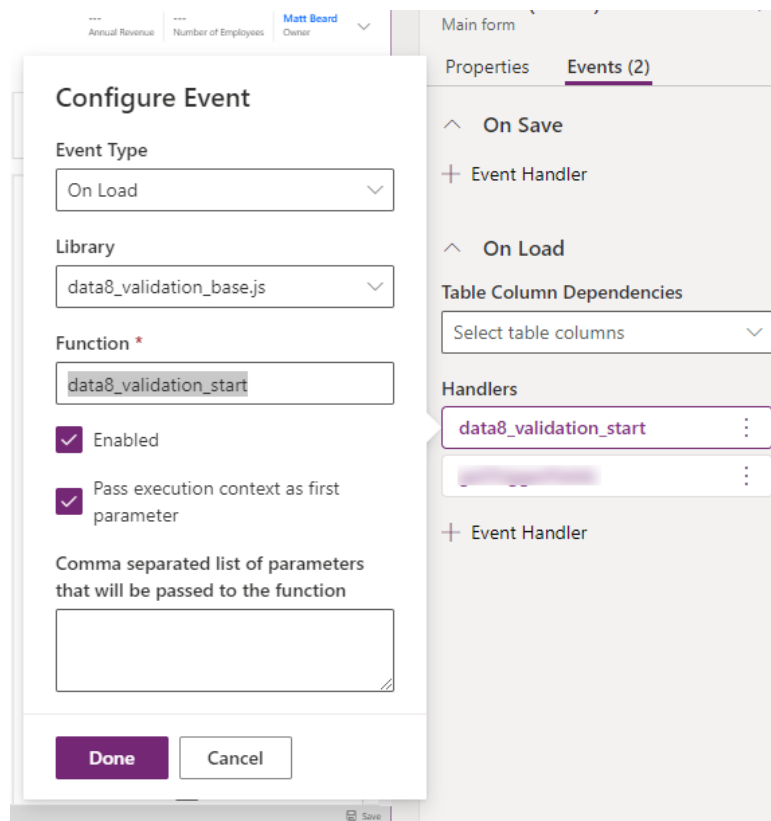 ---
---
Matt Beard
Annual Revenue
Number of Employees
Owner
Main form
Properties
Events (2)
Configure Event
Event Type
On Load
Library
data8_validation_base.js
Function *
data8_validation_start
Enabled
Pass execution context as first
parameter
Comma separated list of parameters
that will be passed to the function
Done
Cancel
On Save
Event Handler
On Load
Table Column Dependencies
Select table columns
Handlers
data8_validation_start
Event Handler
Save